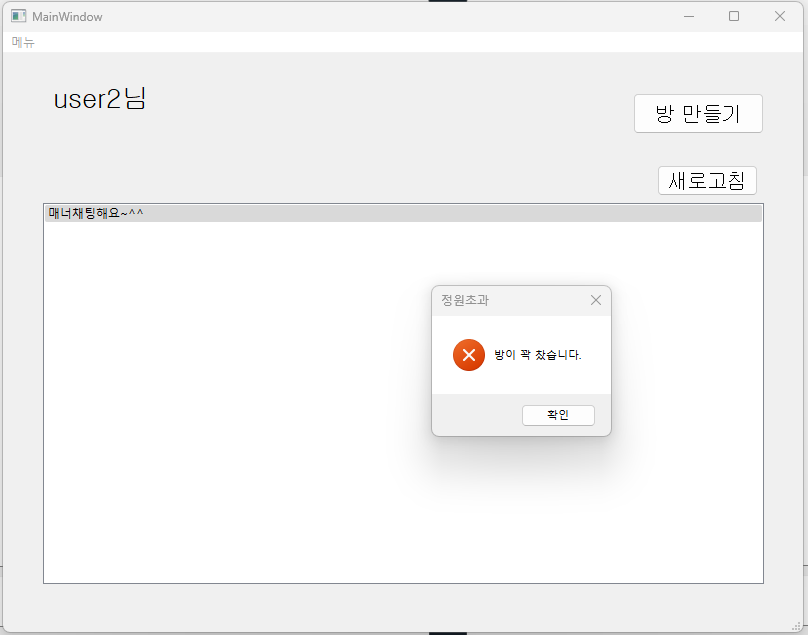 MainWindow
메뉴
user2님
방 만들기
새로고침
매너채팅해요~^^
정원초과
방이 꽉 찼습니다.
확인